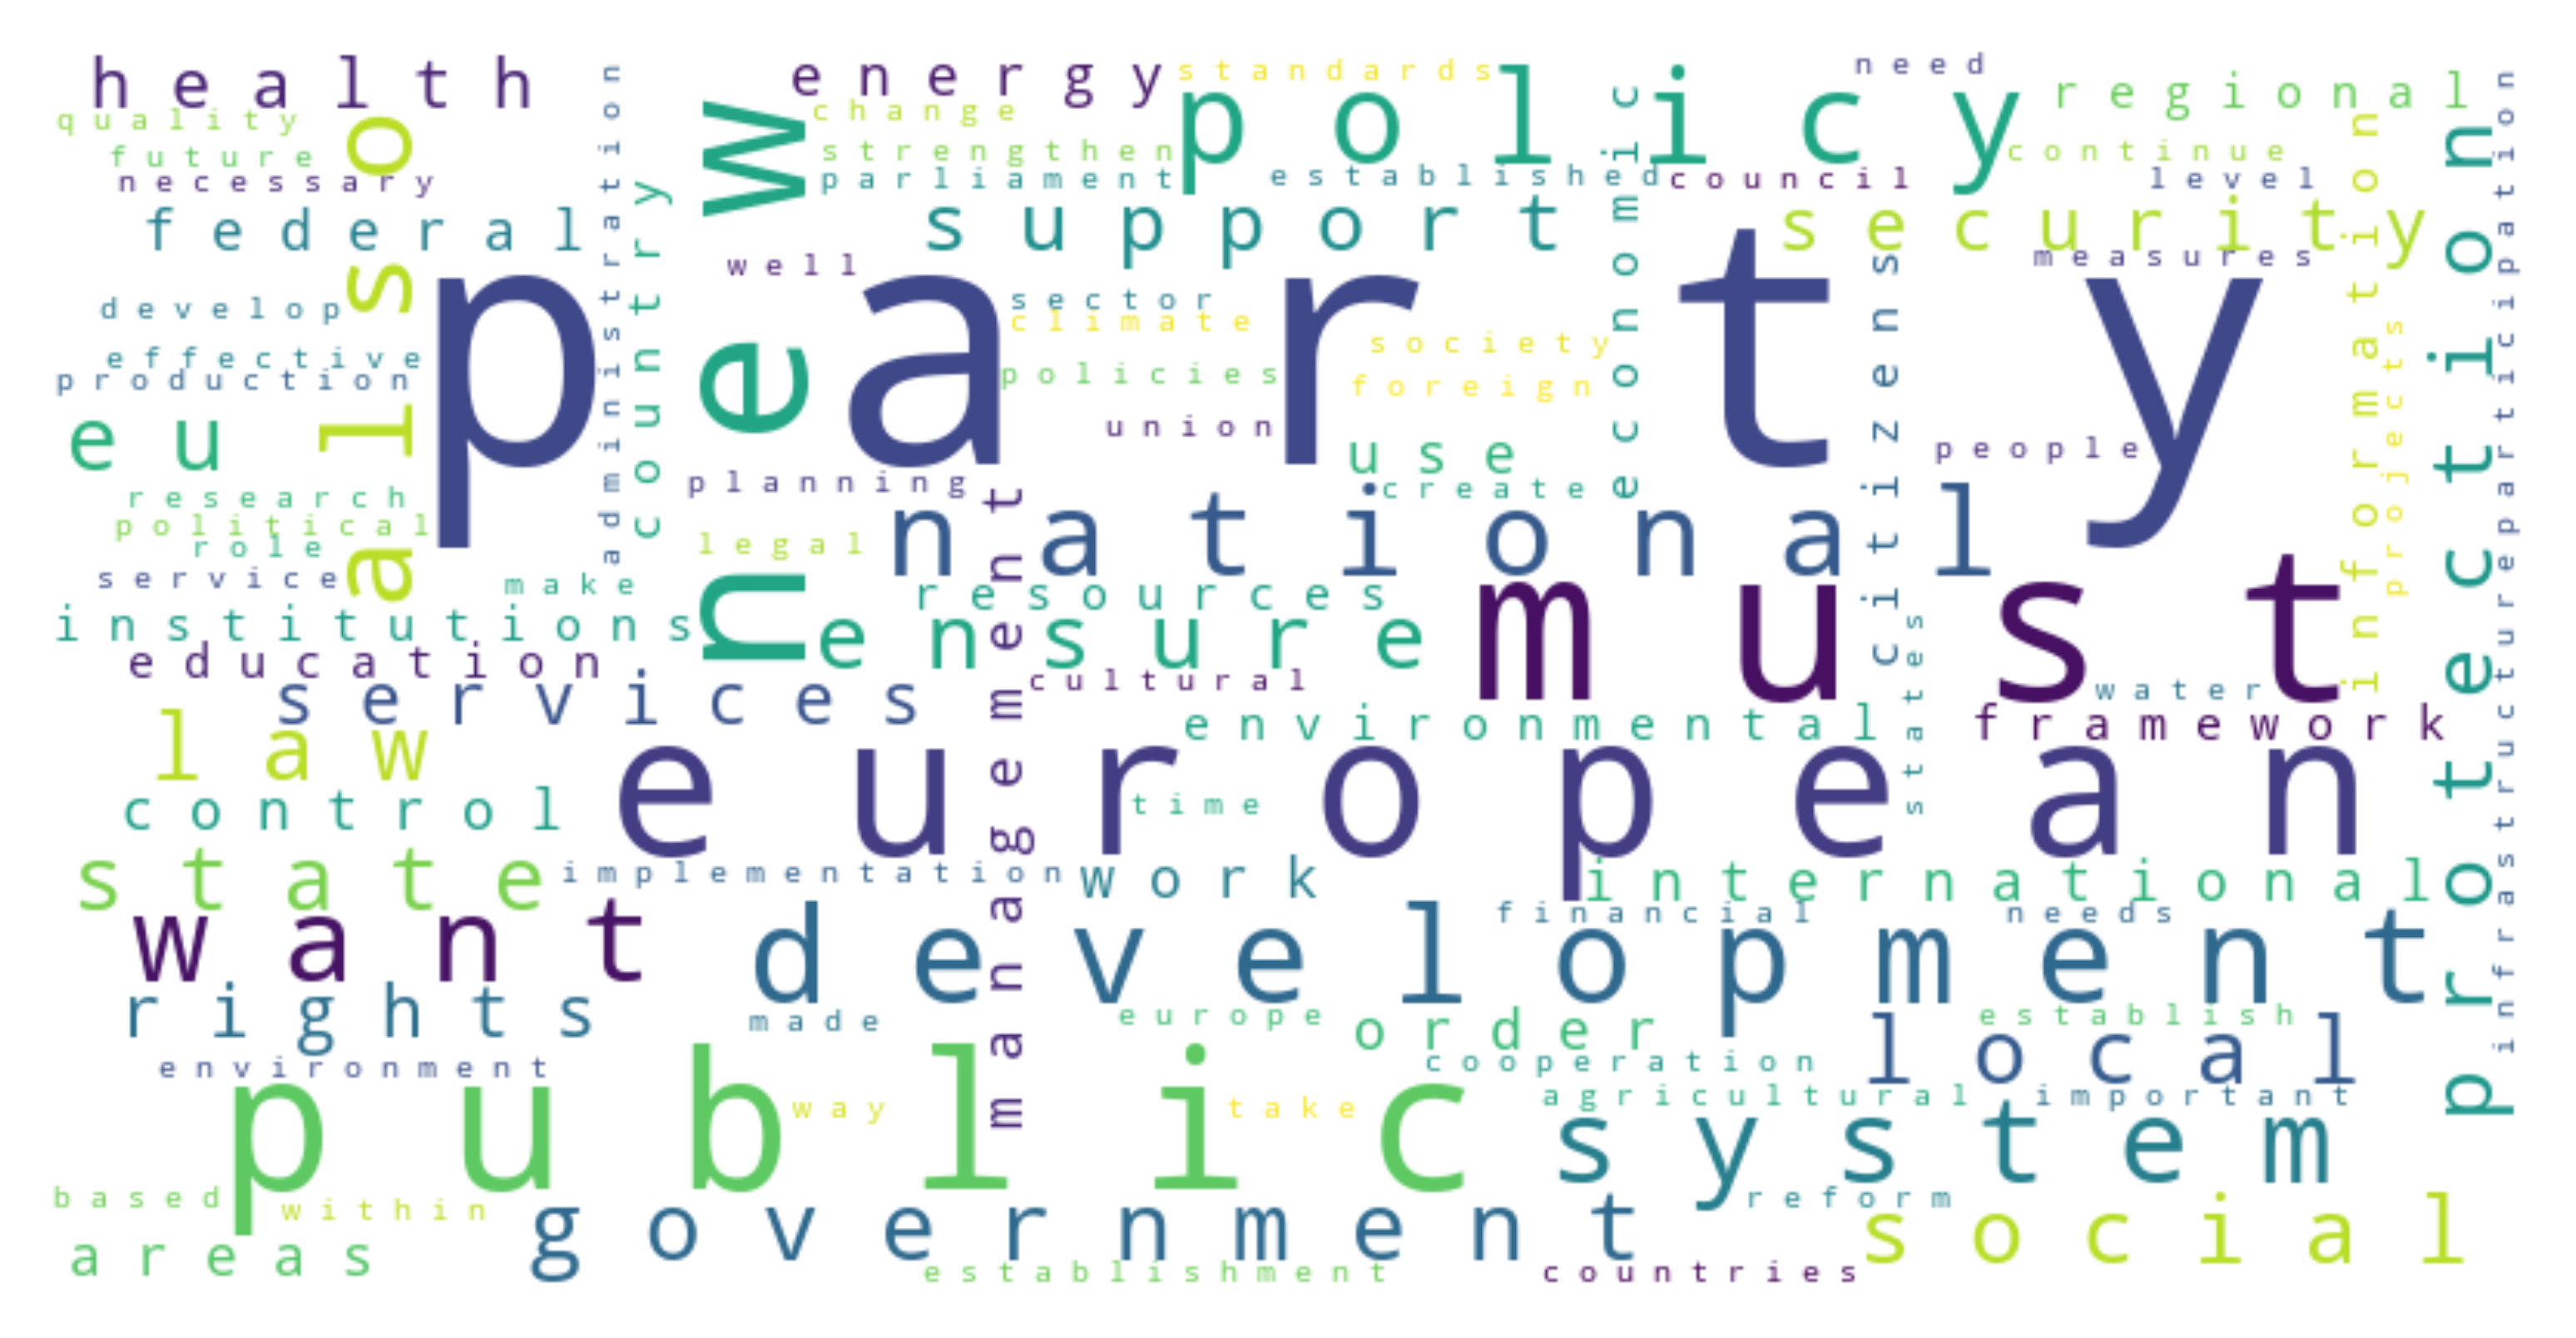 health
energy
standards
policy
need
regional
quality
also
administration
new
change
economic
information
protection
infrastructure
participation
future
strengthen
continue
necessary
country
parliament
established
council
level
federal
support
security
party
well
citizens
measures
develop
sector
climate
projects
effective
society
production
policies
foreign
eu
union
use
people
planning
create
management
research
political
national
role
legal
service
make
resources
must
institutions
ensure
states
education
cultural
water
services
environmental
framework
law
european
control
time
state
implementation
work
international
want
development
financial
needs
rights
made
europe
order
establish
local
environment
cooperation
public
way
take
agricultural
important
system
based
within
reform
government
social
areas
establishment
countries